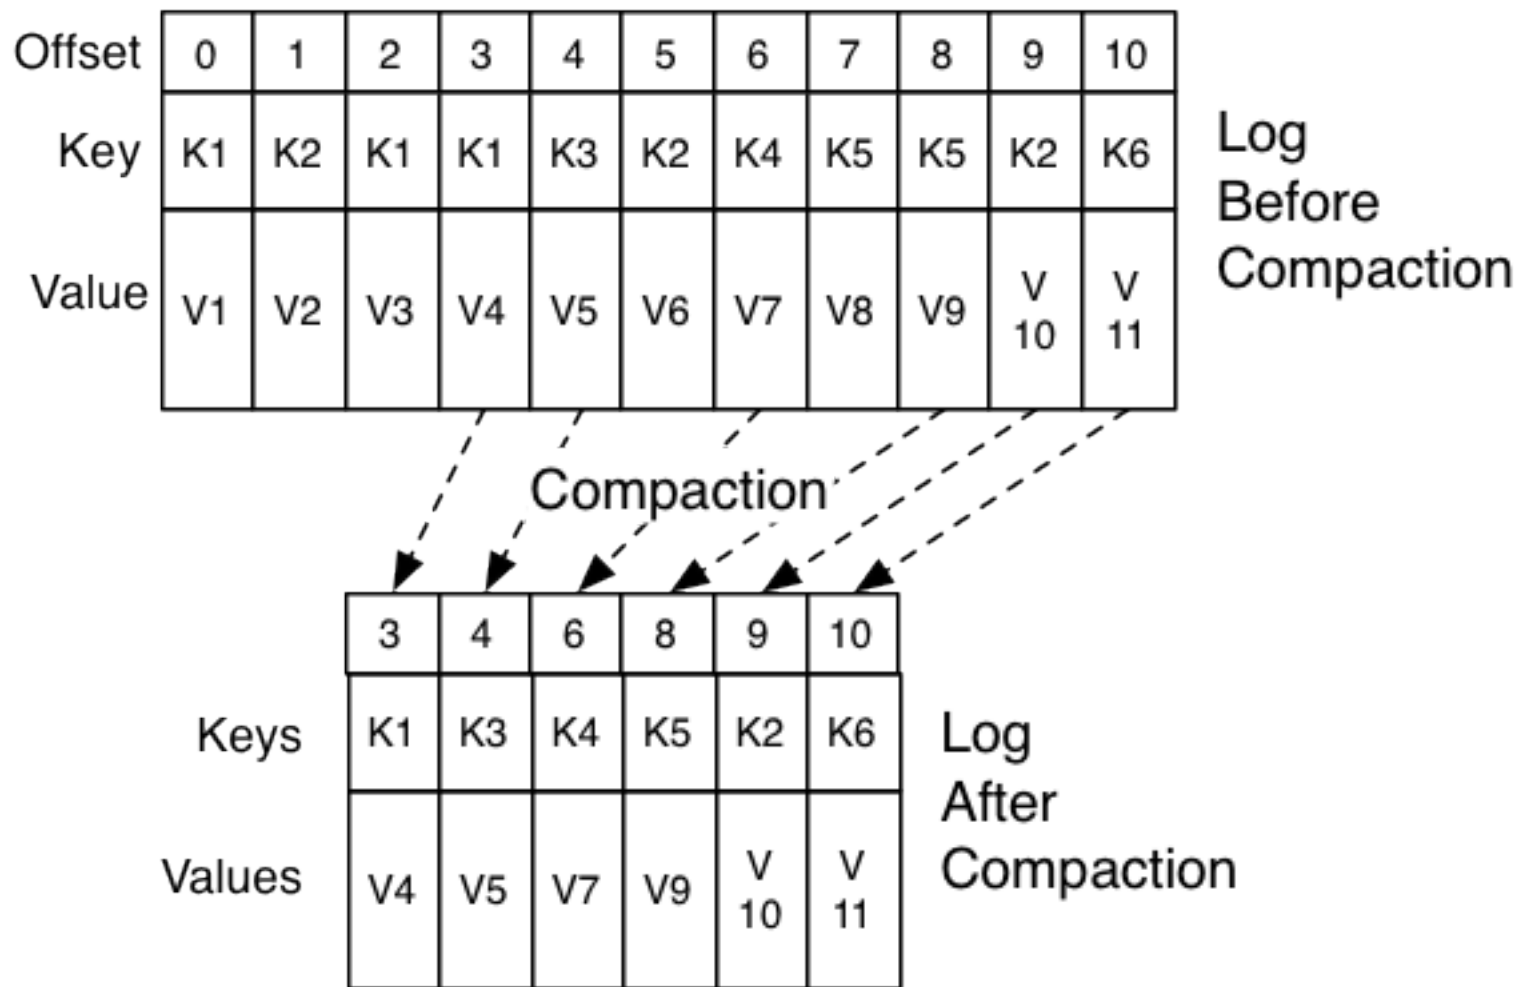 Offset 0 1 2 3 4 5 6 7 8 9 10
Key K1 K2 K1 K1 K3 K2 K4 K5 K5 K2 K6
Value V1 V2 V3 V4 V5 V6 V7 V8 V9 V 10 V 11
Log
Before
Compaction
Compaction
3 4 6 8 9 10
Keys K1 K3 K4 K5 K2 K6
Values V4 V5 V7 V9 V 10 V 11
Log
After
Compaction